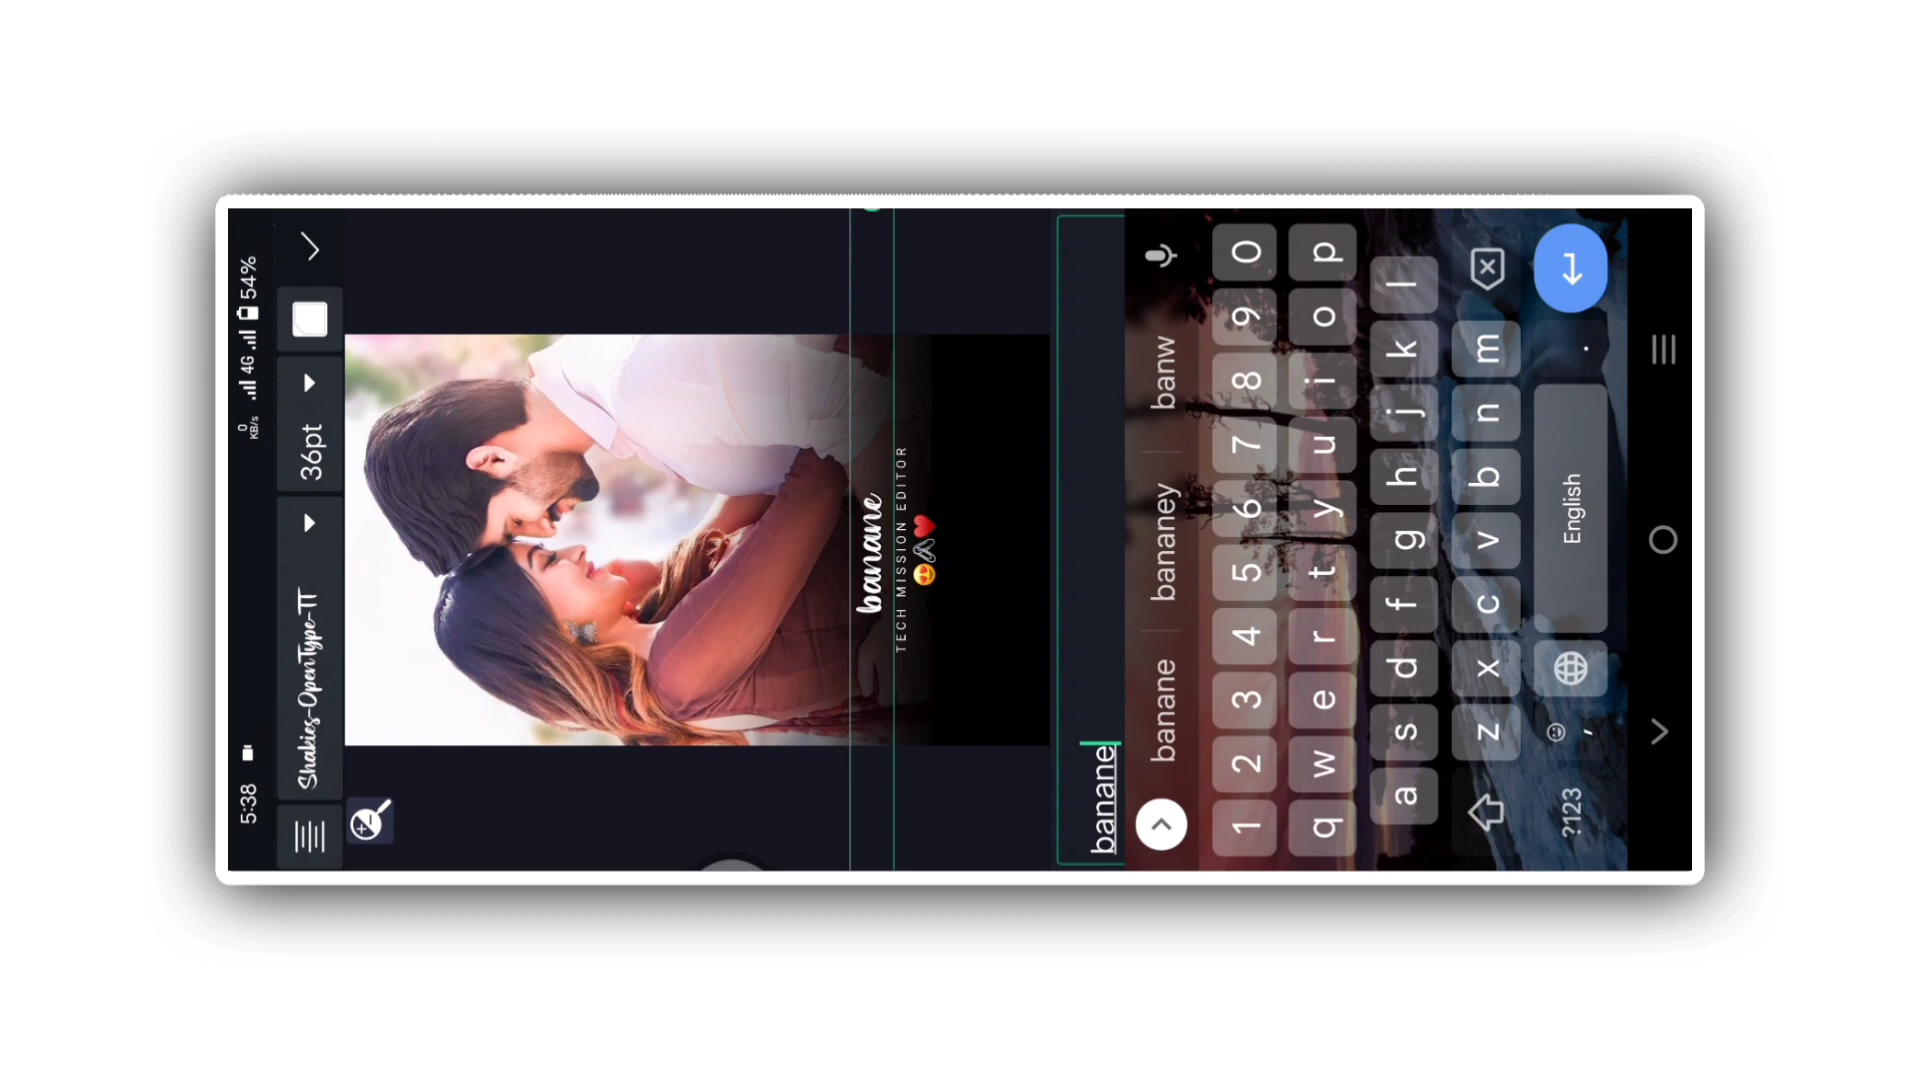 5:38
0 KB/s 4G 54%
Shakies-OpenType-TT 36pt
banane
TECH MISSION EDITOR
😍🖇️❤️
banane
banane bananey banw
1 2 3 4 5 6 7 8 9 0
q w e r t y u i o p
a s d f g h j k l
z x c v b n m
?123 , English .